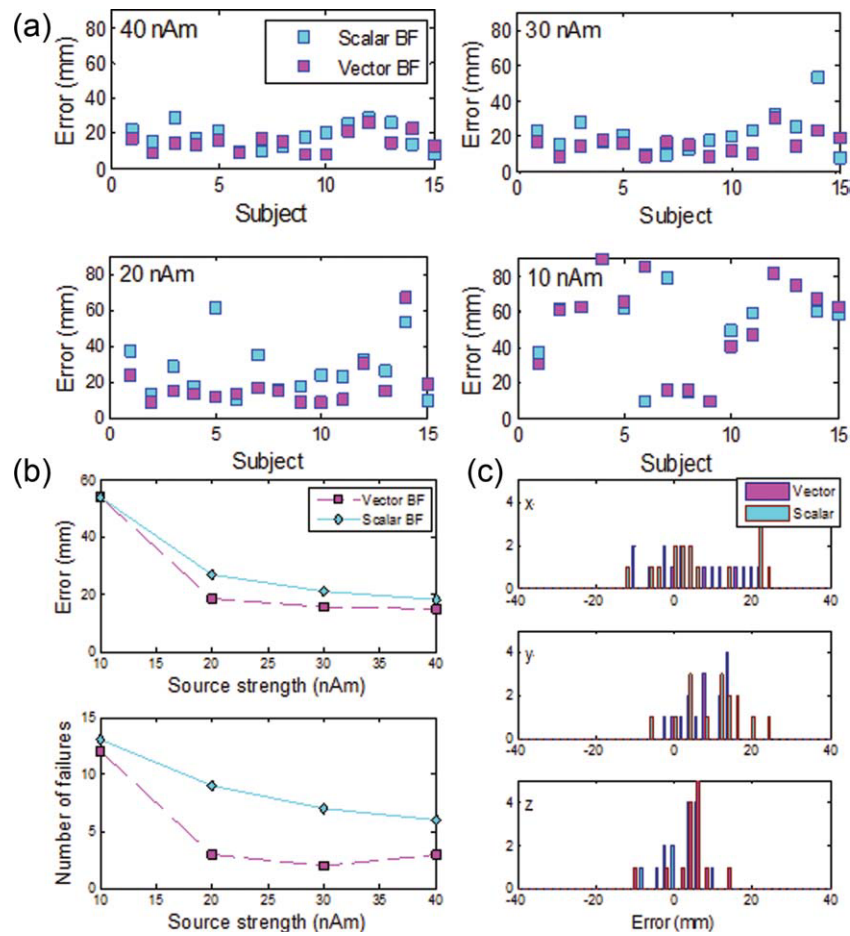 (a)
40 nAm
Scalar BF
Vector BF
Error (mm)
80
60
40
20
0
0 5 10 15
Subject
30 nAm
Error (mm)
80
60
40
20
0
0 5 10 15
Subject
20 nAm
Error (mm)
80
60
40
20
0
0 5 10 15
Subject
10 nAm
Error (mm)
80
60
40
20
0
0 5 10 15
Subject
(b)
Vector BF
Scalar BF
Error (mm)
60
40
20
0
10 15 20 25 30 35 40
Source strength (nAm)
Number of failures
15
10
5
0
10 15 20 25 30 35 40
Source strength (nAm)
(c)
Vector
Scalar
x
4
2
0
-40 -20 0 20 40
y
4
2
0
-40 -20 0 20 40
z
4
2
0
-40 -20 0 20 40
Error (mm)